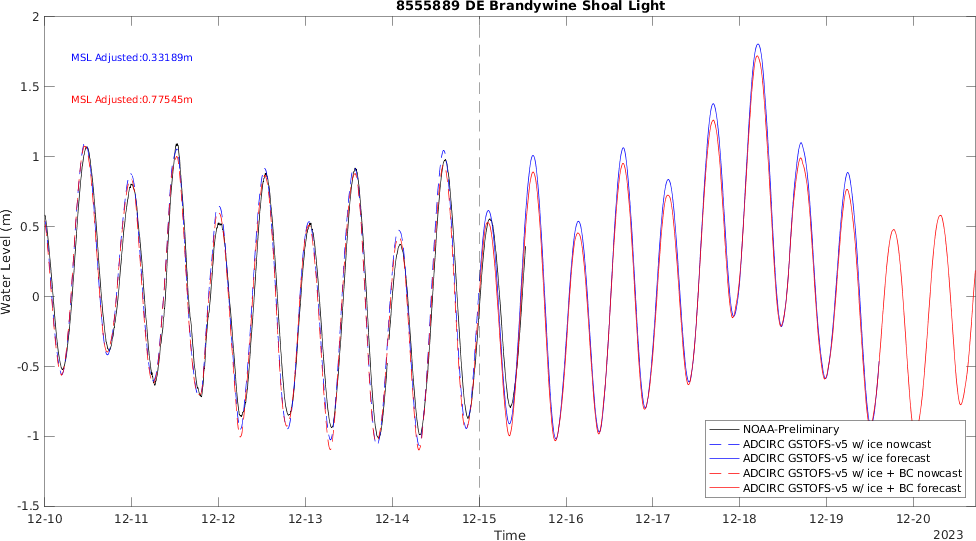 8555889 DE Brandywine Shoal Light
2
1.5
1
0.5
0
-0.5
-1
-1.5
Water Level (m)
MSL Adjusted:0.33189m
MSL Adjusted:0.77545m
NOAA-Preliminary
ADCIRC GSTOFS-v5 w/ ice nowcast
ADCIRC GSTOFS-v5 w/ ice forecast
ADCIRC GSTOFS-v5 w/ ice + BC nowcast
ADCIRC GSTOFS-v5 w/ ice + BC forecast
12-10 12-11 12-12 12-13 12-14 12-15 12-16 12-17 12-18 12-19 12-20
Time
2023